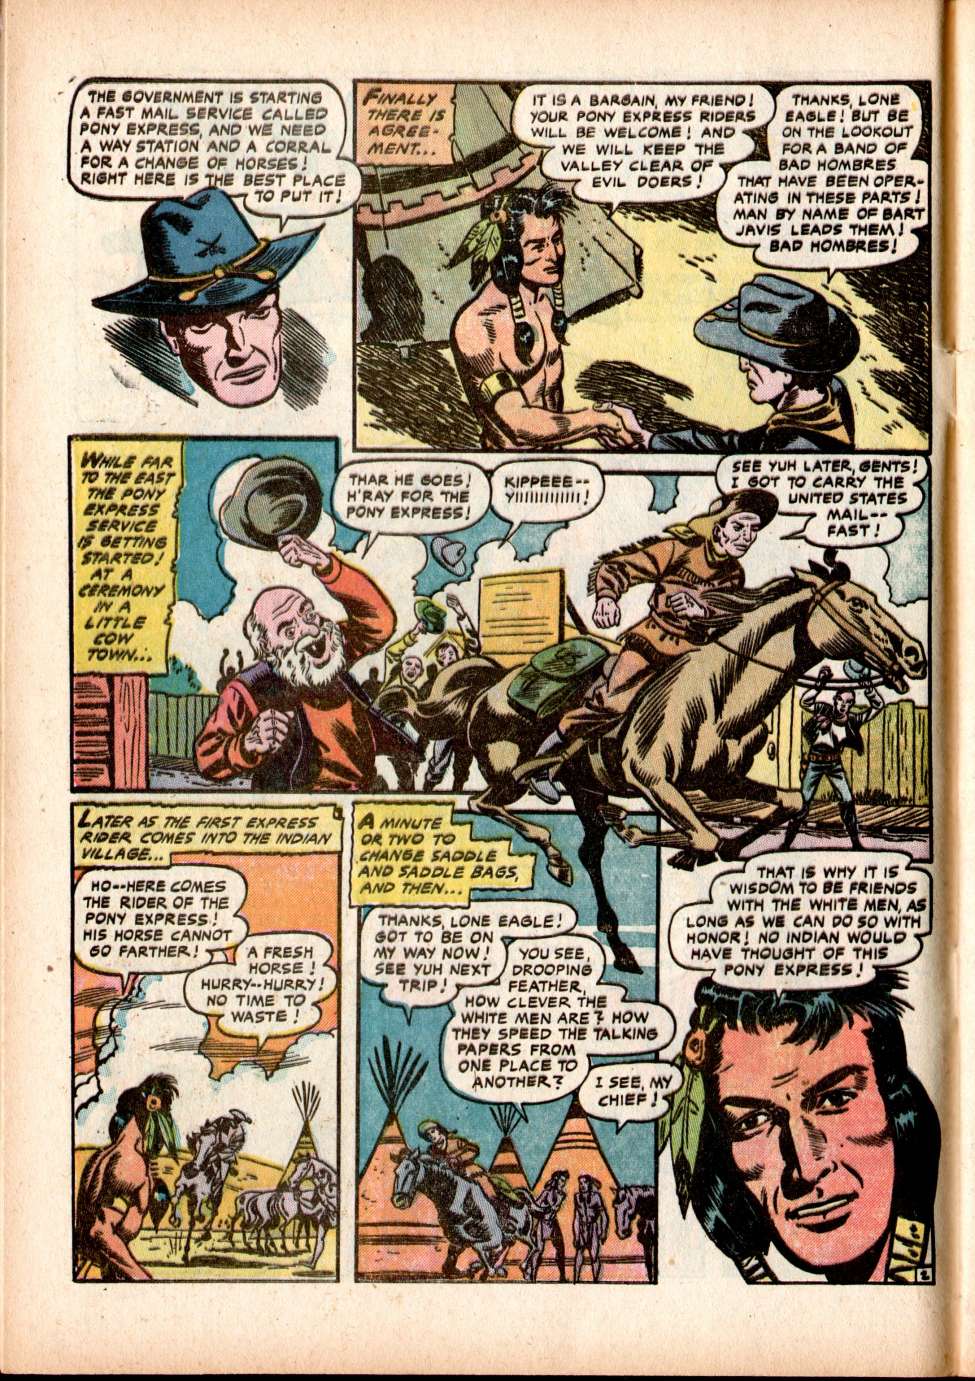 THE GOVERNMENT IS STARTING
A FAST MAIL SERVICE CALLED
PONY EXPRESS, AND WE NEED
A WAY STATION AND A CORRAL
FOR A CHANGE OF HORSES!
RIGHT HERE IS THE BEST PLACE
TO PUT IT!
FINALLY
THERE IS
AGREE-
MENT...
IT IS A BARGAIN, MY FRIEND!
YOUR PONY EXPRESS RIDERS
WILL BE WELCOME! AND
WE WILL KEEP THE
VALLEY CLEAR OF
EVIL DOERS!
THANKS, LONE
EAGLE! BUT BE
ON THE LOOKOUT
FOR A BAND OF
BAD HOMBRES
THAT HAVE BEEN OPER-
ATING IN THESE PARTS!
MAN BY NAME OF BART
JAVIS LEADS THEM!
BAD HOMBRES!
WHILE FAR
TO THE EAST
THE PONY
EXPRESS
SERVICE
IS GETTING
STARTED!
AT A
CEREMONY
IN A
LITTLE
COW
TOWN...
THAR HE GOES!
H'RAY FOR THE
PONY EXPRESS!
KIPPEEE--
YIIIIIIIIIIII!
SEE YUH LATER, GENTS!
I GOT TO CARRY THE
UNITED STATES
MAIL--
FAST!
LATER AS THE FIRST EXPRESS
RIDER COMES INTO THE INDIAN
VILLAGE...
HO--HERE COMES
THE RIDER OF THE
PONY EXPRESS!
HIS HORSE CANNOT
GO FARTHER!
A FRESH
HORSE!
HURRY--HURRY!
NO TIME TO
WASTE!
A MINUTE
OR TWO TO
CHANGE SADDLE
AND SADDLE BAGS,
AND THEN...
THANKS, LONE EAGLE!
GOT TO BE ON
MY WAY NOW!
SEE YUH NEXT
TRIP!
YOU SEE,
DROOPING
FEATHER,
HOW CLEVER THE
WHITE MEN ARE? HOW
THEY SPEED THE TALKING
PAPERS FROM
ONE PLACE TO
ANOTHER?
I SEE, MY
CHIEF!
THAT IS WHY IT IS
WISDOM TO BE FRIENDS
WITH THE WHITE MEN, AS
LONG AS WE CAN DO SO WITH
HONOR! NO INDIAN WOULD
HAVE THOUGHT OF THIS
PONY EXPRESS!
2